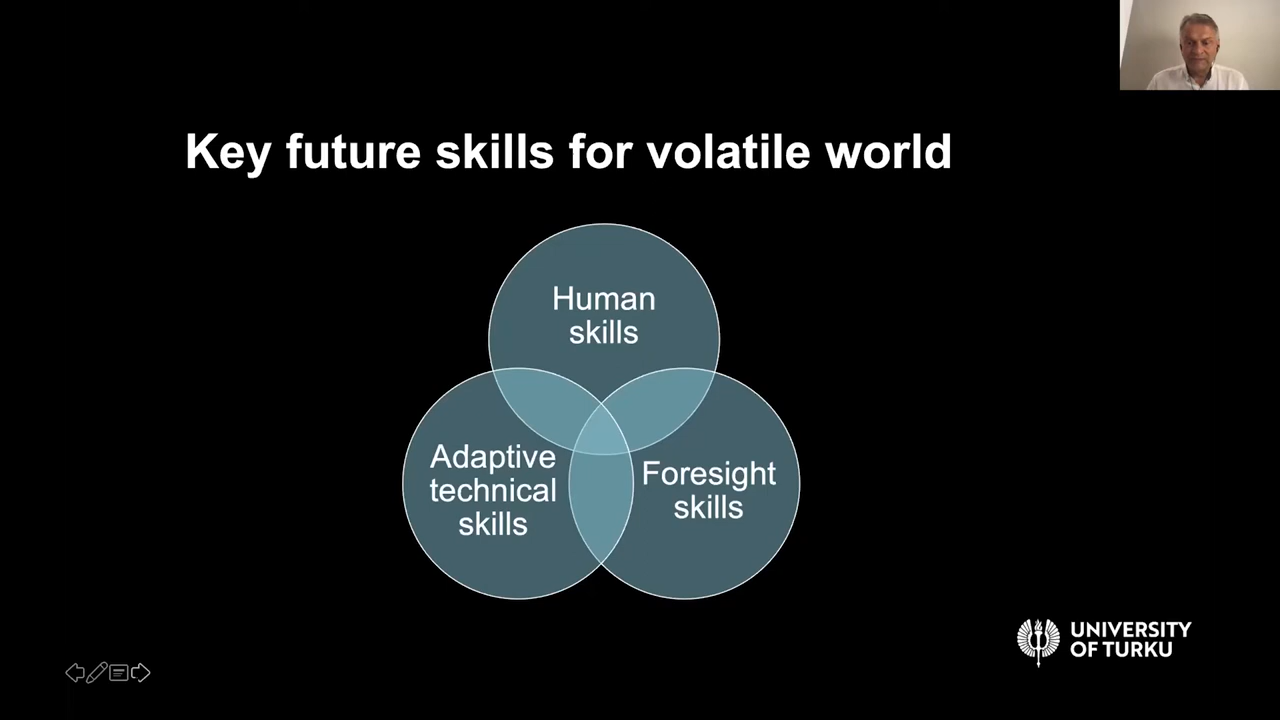 Key future skills for volatile world
Human
skills
Adaptive
technical
skills
Foresight
skills
UNIVERSITY
OF TURKU